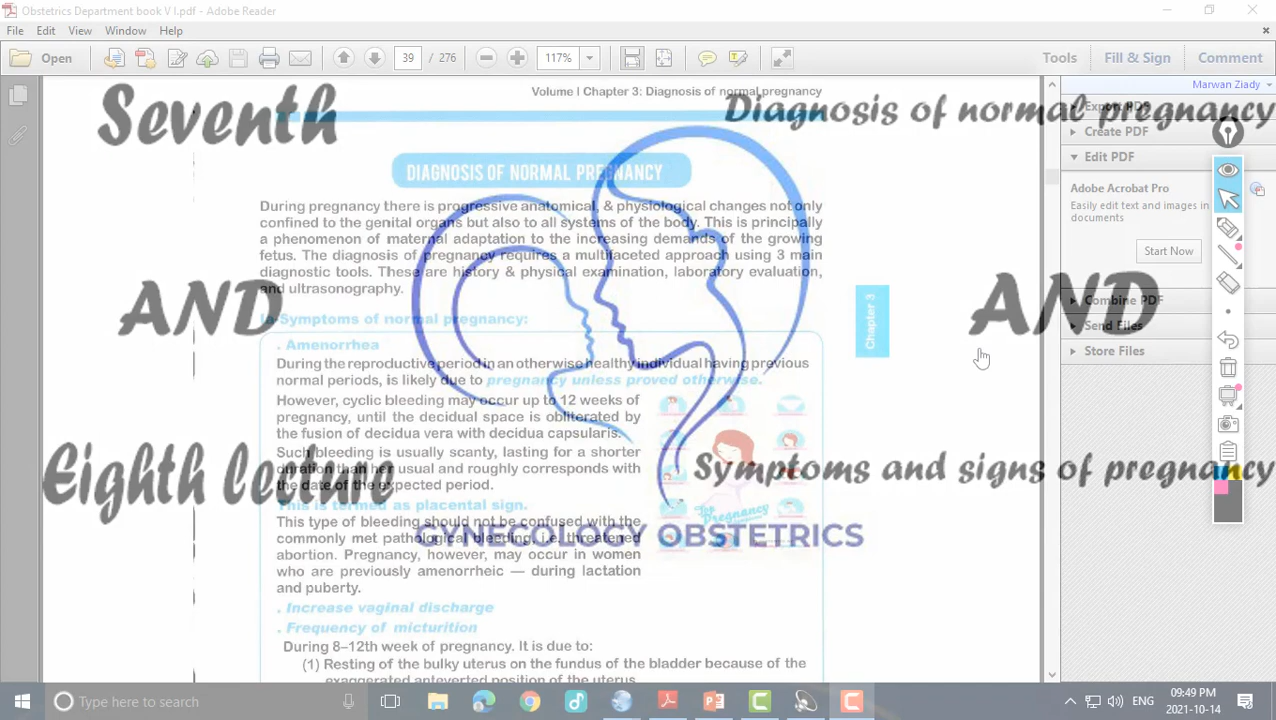 Obstetrics Department book V I.pdf - Adobe Reader
File Edit View Window Help
Open 39 / 276 117% Tools Fill & Sign Comment
Marwan Ziady
Export PDF
Create PDF
Edit PDF
Adobe Acrobat Pro
Easily edit text and images in
documents
Start Now
Combine PDF
Send Files
Store Files
Seventh
Diagnosis of normal pregnancy
AND
AND
Eighth lecture
Symptoms and signs of pregnancy
GYNECOLOGY OBSTETRICS
Volume I Chapter 3: Diagnosis of normal pregnancy
DIAGNOSIS OF NORMAL PREGNANCY
During pregnancy there is progressive anatomical, & physiological changes not only
confined to the genital organs but also to all systems of the body. This is principally
a phenomenon of maternal adaptation to the increasing demands of the growing
fetus. The diagnosis of pregnancy requires a multifaceted approach using 3 main
diagnostic tools. These are history & physical examination, laboratory evaluation,
and ultrasonography.
Symptoms of normal pregnancy:
Chapter 3
. Amenorrhea
During the reproductive period in an otherwise healthy individual having previous
normal periods, is likely due to pregnancy unless proved otherwise.
However, cyclic bleeding may occur up to 12 weeks of
pregnancy, until the decidual space is obliterated by
the fusion of decidua vera with decidua capsularis.
Such bleeding is usually scanty, lasting for a shorter
duration than her usual and roughly corresponds with
the date of the expected period.
This is termed as placental sign.
This type of bleeding should not be confused with the
commonly met pathological bleeding, i.e. threatened
abortion. Pregnancy, however, may occur in women
who are previously amenorrheic — during lactation
and puberty.
Pregnancy
. Increase vaginal discharge
. Frequency of micturition
During 8–12th week of pregnancy. It is due to:
(1) Resting of the bulky uterus on the fundus of the bladder because of the
exaggerated anteverted position of the uterus
Type here to search
ENG
09:49 PM
2021-10-14